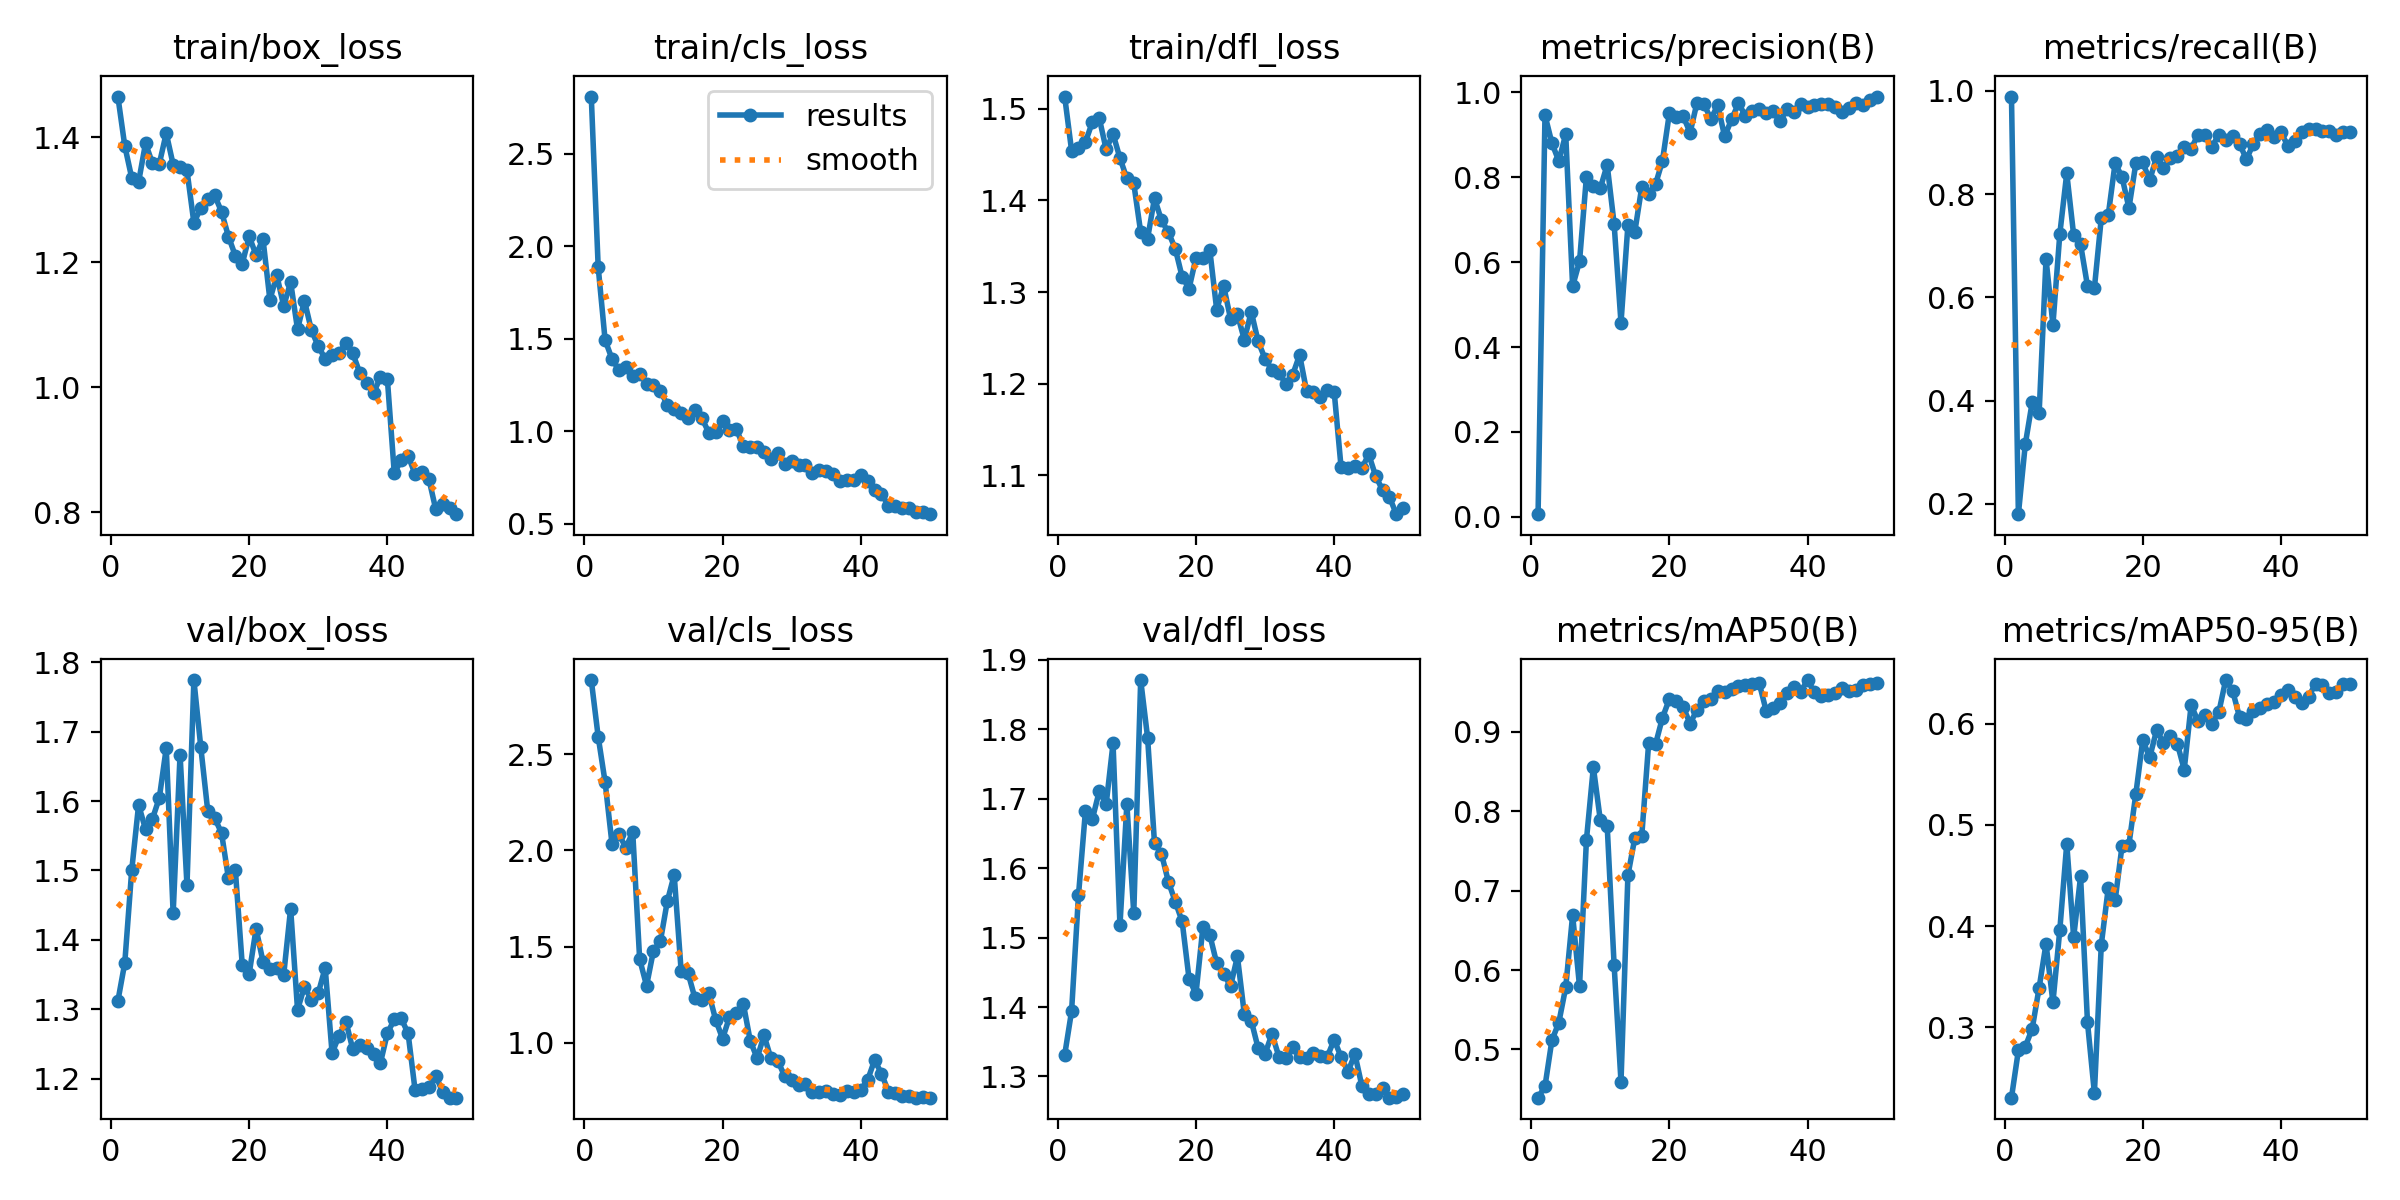 train/box_loss
1.4
1.2
1.0
0.8
0 20 40
train/cls_loss
results
smooth
2.5
2.0
1.5
1.0
0.5
0 20 40
train/dfl_loss
1.5
1.4
1.3
1.2
1.1
0 20 40
metrics/precision(B)
1.0
0.8
0.6
0.4
0.2
0.0
0 20 40
metrics/recall(B)
1.0
0.8
0.6
0.4
0.2
0 20 40
val/box_loss
1.8
1.7
1.6
1.5
1.4
1.3
1.2
0 20 40
val/cls_loss
2.5
2.0
1.5
1.0
0 20 40
val/dfl_loss
1.9
1.8
1.7
1.6
1.5
1.4
1.3
0 20 40
metrics/mAP50(B)
0.9
0.8
0.7
0.6
0.5
0 20 40
metrics/mAP50-95(B)
0.6
0.5
0.4
0.3
0 20 40